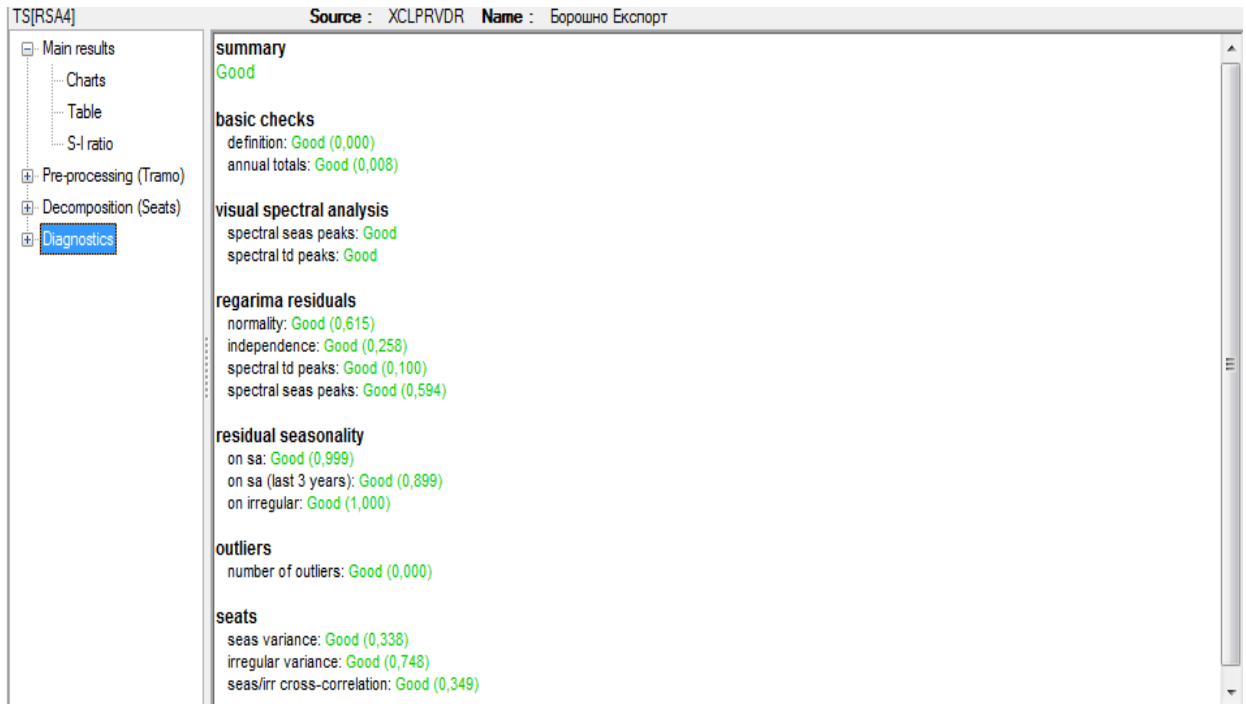 TS[RSA4] Source : XCLPRVDR Name : Борошно Експорт
Main results
Charts
Table
S-I ratio
Pre-processing (Tramo)
Decomposition (Seats)
Diagnostics
summary
Good
basic checks
definition: Good (0,000)
annual totals: Good (0,008)
visual spectral analysis
spectral seas peaks: Good
spectral td peaks: Good
regarima residuals
normality: Good (0,615)
independence: Good (0,258)
spectral td peaks: Good (0,100)
spectral seas peaks: Good (0,594)
residual seasonality
on sa: Good (0,999)
on sa (last 3 years): Good (0,899)
on irregular: Good (1,000)
outliers
number of outliers: Good (0,000)
seats
seas variance: Good (0,338)
irregular variance: Good (0,748)
seas/irr cross-correlation: Good (0,349)